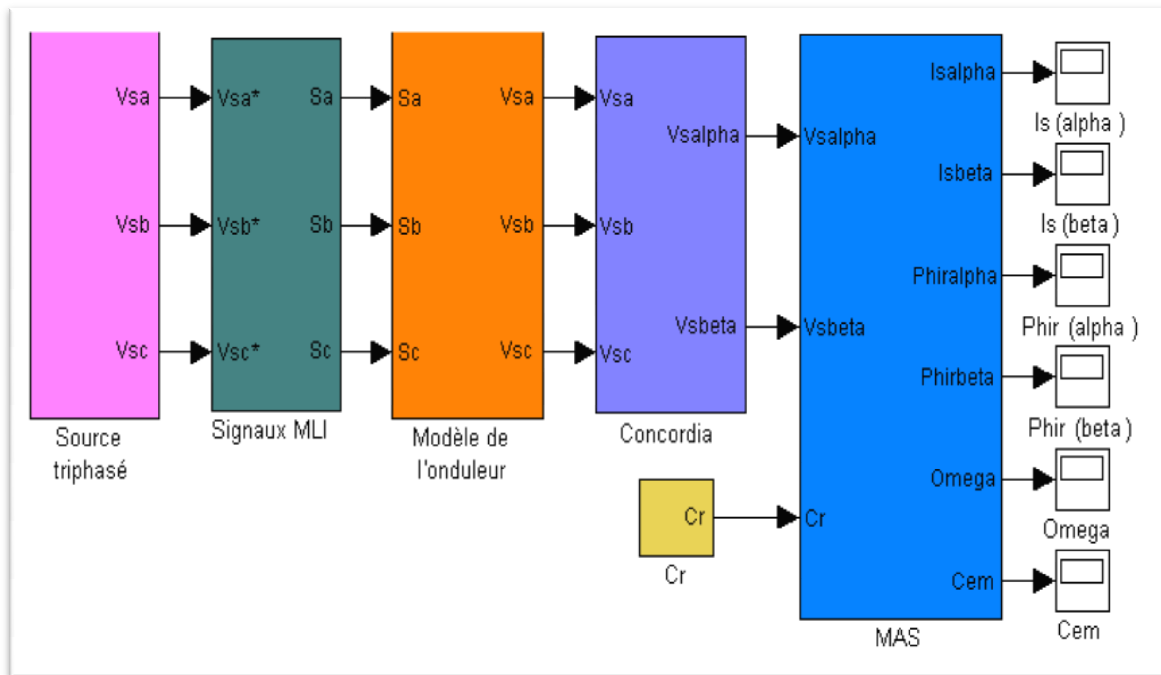 Vsa
Vsb
Vsc
Source
triphasé
Vsa*
Vsb*
Vsc*
Sa
Sb
Sc
Signaux MLI
Sa
Sb
Sc
Vsa
Vsb
Vsc
Modèle de
l'onduleur
Vsa
Vsb
Vsc
Vsalpha
Vsbeta
Concordia
Cr
Cr
Vsalpha
Vsbeta
Cr
Isalpha
Isbeta
Phiralpha
Phirbeta
Omega
Cem
MAS
Is (alpha )
Is (beta )
Phir (alpha )
Phir (beta )
Omega
Cem